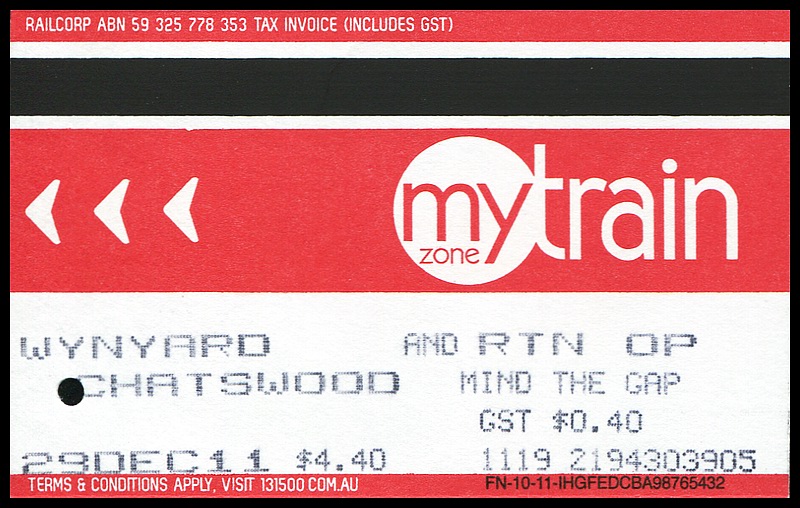 RAILCORP ABN 59 325 778 353 TAX INVOICE (INCLUDES GST)
mytrain
zone
WYNYARD AND RTN OP
CHATSWOOD MIND THE GAP
GST $0.40
29DEC11 $4.40 1119 2194303905
TERMS & CONDITIONS APPLY, VISIT 131500.COM.AU FN-10-11-IHGFEDCBA98765432